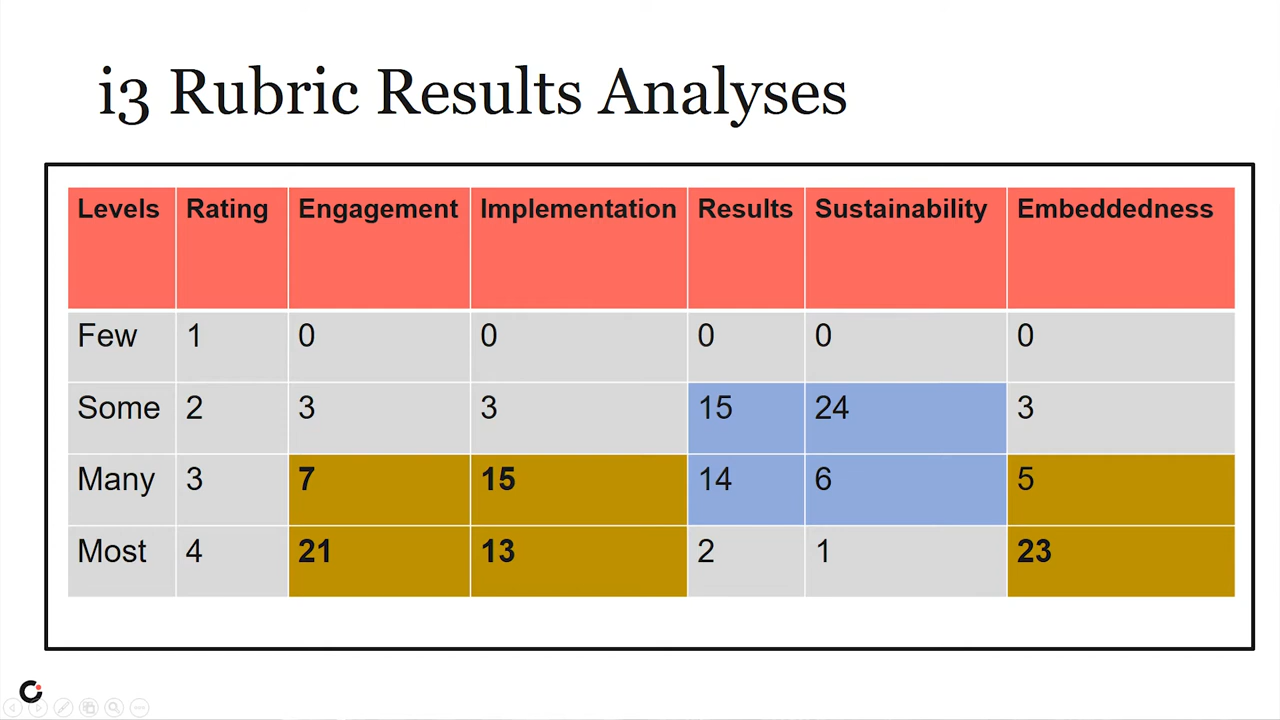 i3 Rubric Results Analyses
Levels Rating Engagement Implementation Results Sustainability Embeddedness
Few 1 0 0 0 0 0
Some 2 3 3 15 24 3
Many 3 7 15 14 6 5
Most 4 21 13 2 1 23